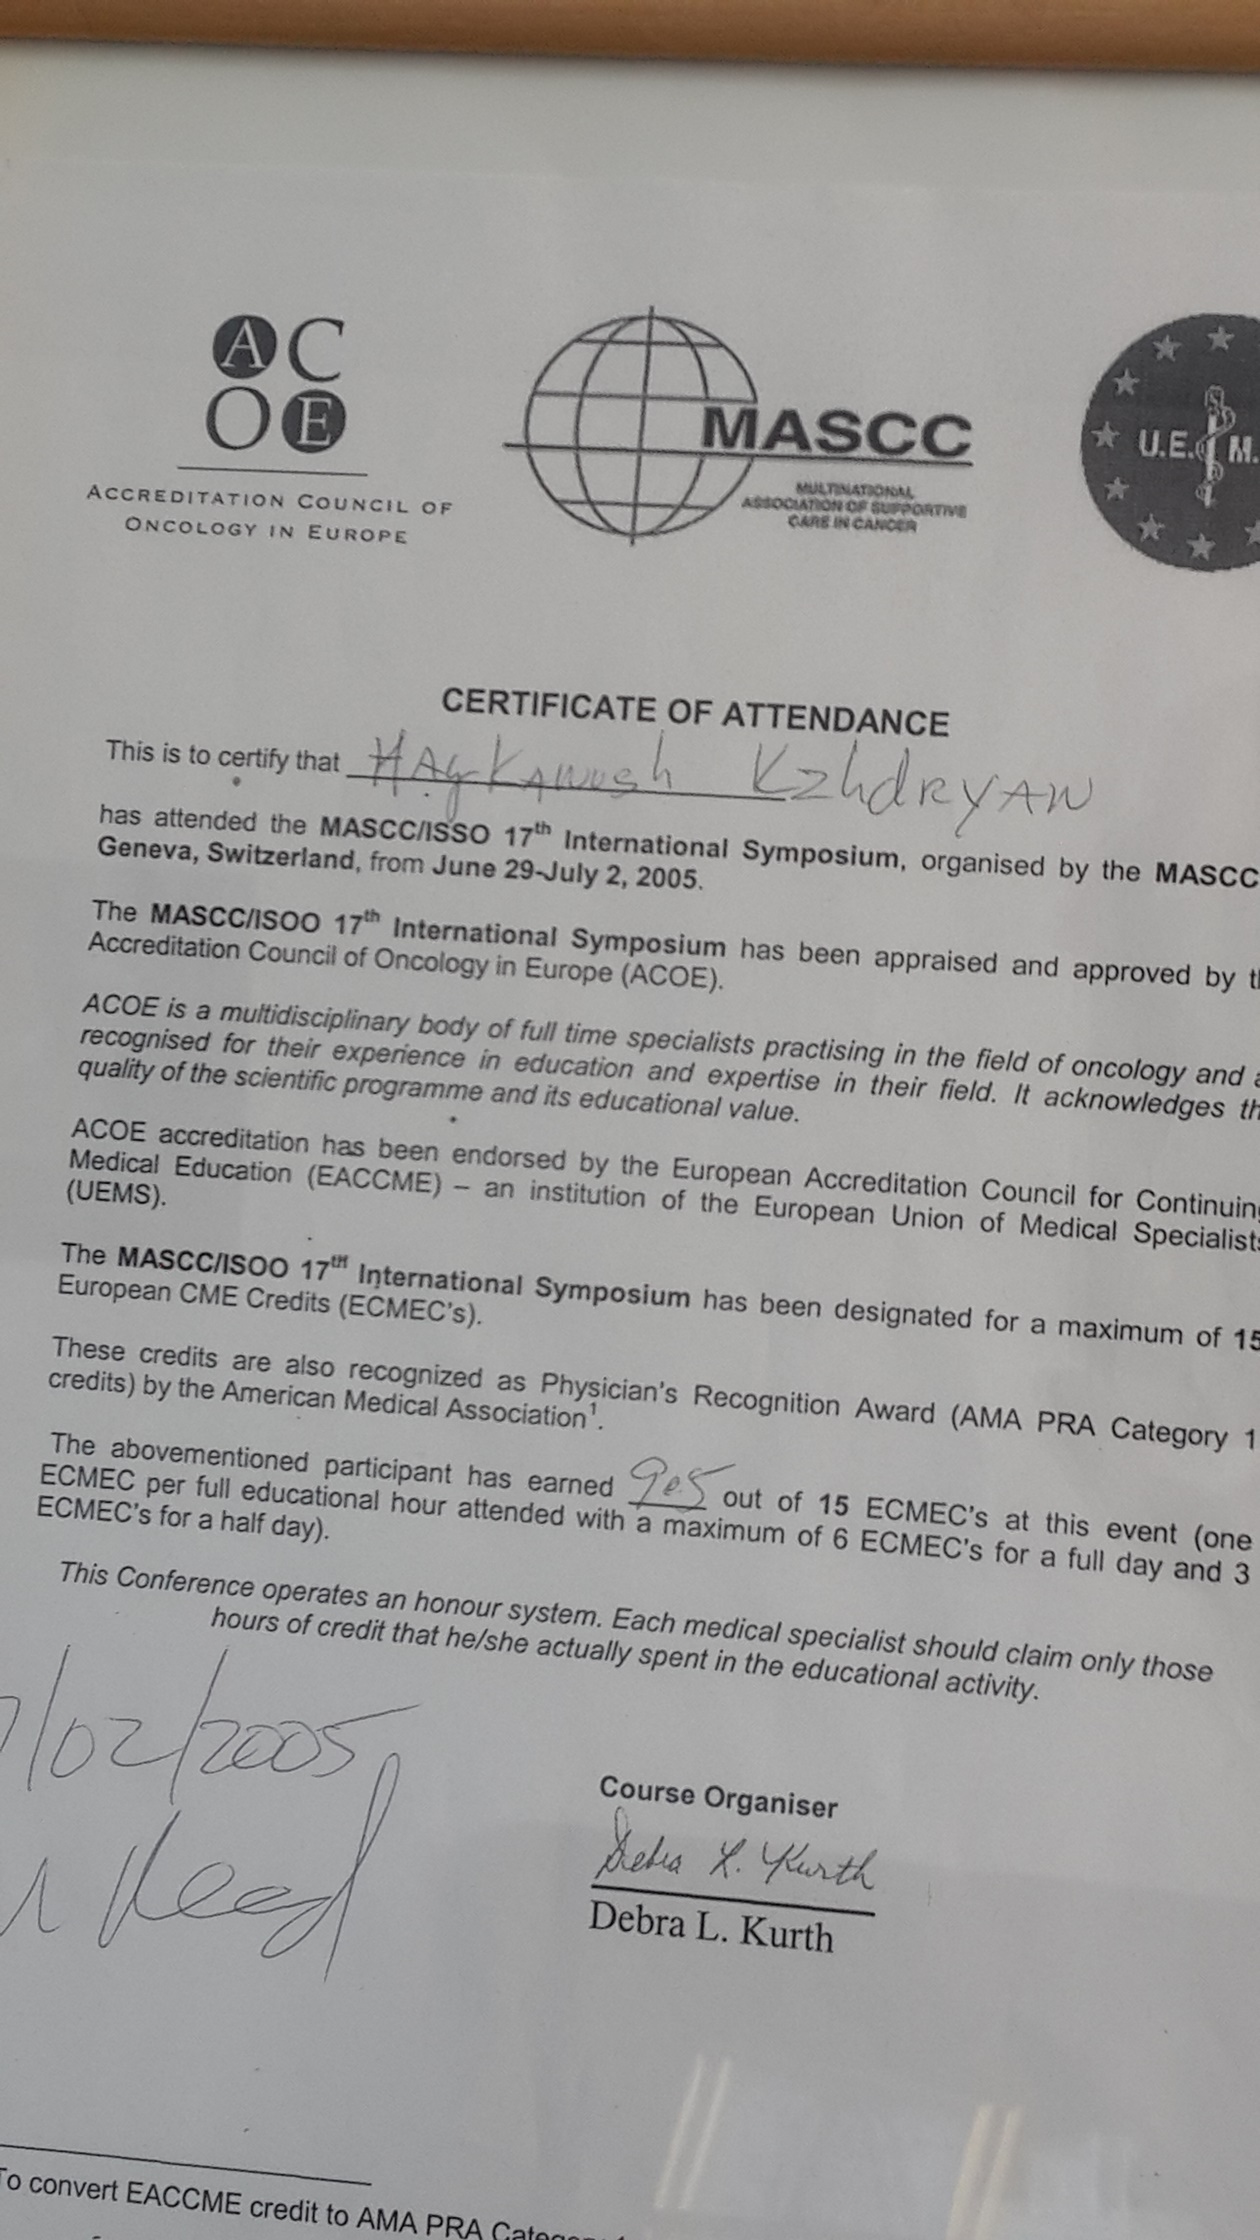 AC
OE
ACCREDITATION COUNCIL OF
ONCOLOGY IN EUROPE
MASCC
MULTINATIONAL
ASSOCIATION OF SUPPORTIVE
CARE IN CANCER
U.E. M.
CERTIFICATE OF ATTENDANCE
This is to certify that Haykanush Kzhdryan
has attended the MASCC/ISSO 17th International Symposium, organised by the MASCC
Geneva, Switzerland, from June 29-July 2, 2005.
The MASCC/ISOO 17th International Symposium has been appraised and approved by
Accreditation Council of Oncology in Europe (ACOE).
ACOE is a multidisciplinary body of full time specialists practising in the field of oncology and
recognised for their experience in education and expertise in their field. It acknowledges
quality of the scientific programme and its educational value.
ACOE accreditation has been endorsed by the European Accreditation Council for Continuing
Medical Education (EACCME) – an institution of the European Union of Medical Specialists
(UEMS).
The MASCC/ISOO 17th International Symposium has been designated for a maximum of 15
European CME Credits (ECMEC's).
These credits are also recognized as Physician's Recognition Award (AMA PRA Category 1
credits) by the American Medical Association1.
The abovementioned participant has earned out of 15 ECMEC's at this event (one
ECMEC per full educational hour attended with a maximum of 6 ECMEC's for a full day and 3
ECMEC's for a half day).
This Conference operates an honour system. Each medical specialist should claim only those
hours of credit that he/she actually spent in the educational activity.
/02/2005
Course Organiser
Debra L. Kurth
Debra L. Kurth
To convert EACCME credit to AMA PRA